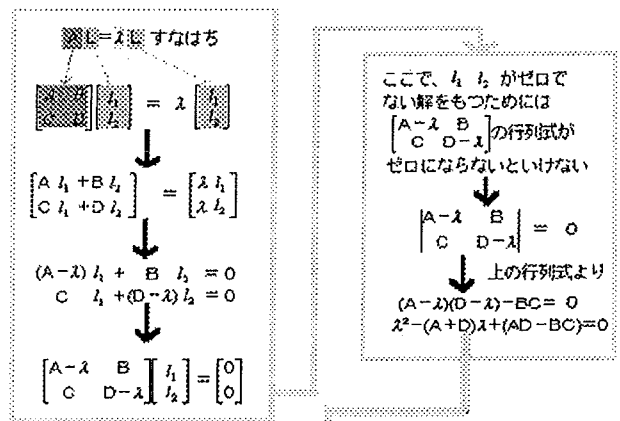 A L = λ L すなはち
[A B
C D] [l₁
l₂] = λ [l₁
l₂]
[A l₁ + B l₂
C l₁ + D l₂] = [λ l₁
λ l₂]
(A-λ) l₁ + B l₂ = 0
C l₁ + (D-λ) l₂ = 0
[A-λ B
C D-λ] [l₁
l₂] = [0
0]
ここで、l₁ l₂ がゼロで
ない解をもつためには
[A-λ B
C D-λ] の行列式が
ゼロにならないといけない
|A-λ B
C D-λ| = 0
上の行列式より
(A-λ)(D-λ)-BC= 0
λ²-(A+D)λ+(AD-BC)=0